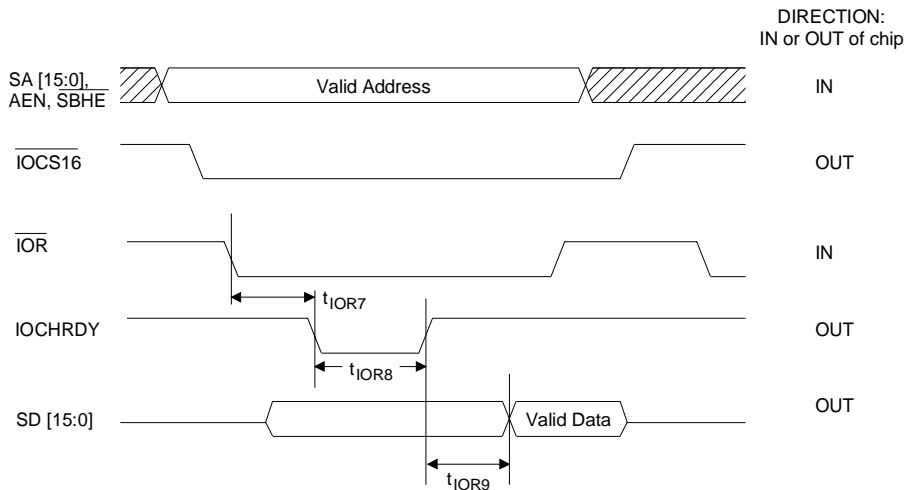 DIRECTION:
IN or OUT of chip
SA [15:0],
AEN, SBHE
Valid Address
IN
IOCS16
OUT
IOR
IN
tIOR7
IOCHRDY
OUT
tIOR8
SD [15:0]
Valid Data
OUT
tIOR9